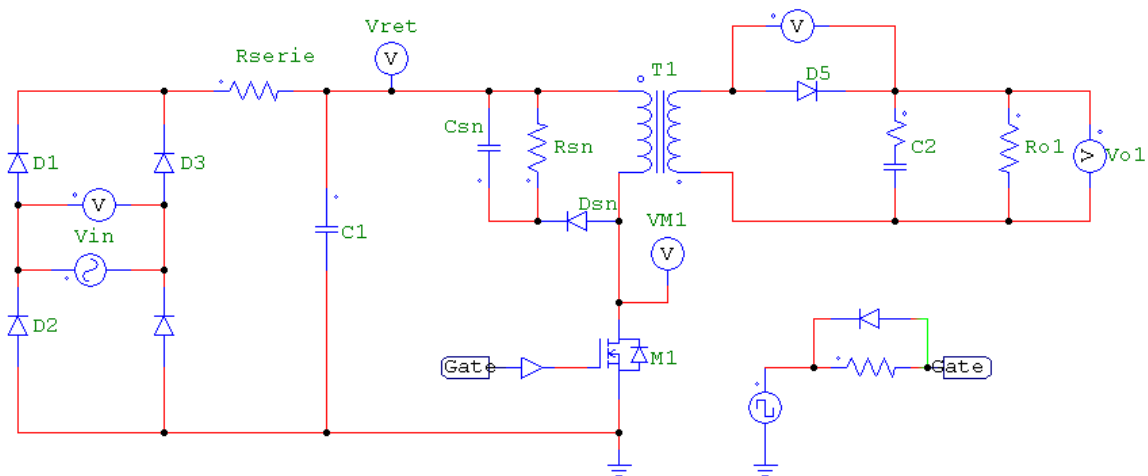 Vret
V
Rserie
T1
V
D5
D1
D3
Csn
Rsn
C2
Ro1
V
Vo1
V
Vin
C1
Dsn
VM1
V
D2
Gate
M1
Gate